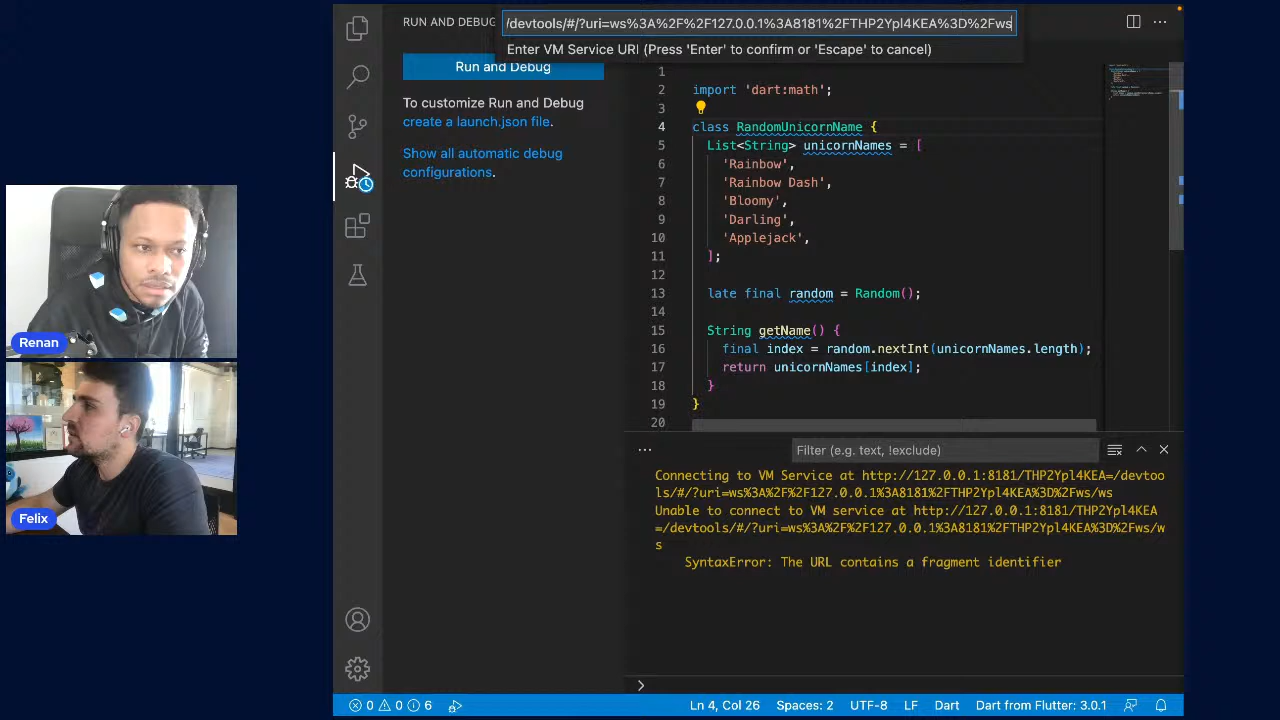 RUN AND DEBUG
/devtools/#/?uri=ws%3A%2F%2F127.0.0.1%3A8181%2FTHP2Ypl4KEA%3D%2Fws
Enter VM Service URI (Press 'Enter' to confirm or 'Escape' to cancel)
Run and Debug
To customize Run and Debug
create a launch.json file.
Show all automatic debug
configurations.
1
2 import 'dart:math';
3
4 class RandomUnicornName {
5 List<String> unicornNames = [
6 'Rainbow',
7 'Rainbow Dash',
8 'Bloomy',
9 'Darling',
10 'Applejack',
11 ];
12
13 late final random = Random();
14
15 String getName() {
16 final index = random.nextInt(unicornNames.length);
17 return unicornNames[index];
18 }
19 }
20
Filter (e.g. text, !exclude)
Connecting to VM Service at http://127.0.0.1:8181/THP2Ypl4KEA=/devtoo
ls/#/?uri=ws%3A%2F%2F127.0.0.1%3A8181%2FTHP2Ypl4KEA%3D%2Fws/ws
Unable to connect to VM service at http://127.0.0.1:8181/THP2Ypl4KEA
=/devtools/#/?uri=ws%3A%2F%2F127.0.0.1%3A8181%2FTHP2Ypl4KEA%3D%2Fws/w
s
SyntaxError: The URL contains a fragment identifier
Renan
Felix
0 0 6
Ln 4, Col 26 Spaces: 2 UTF-8 LF Dart Dart from Flutter: 3.0.1